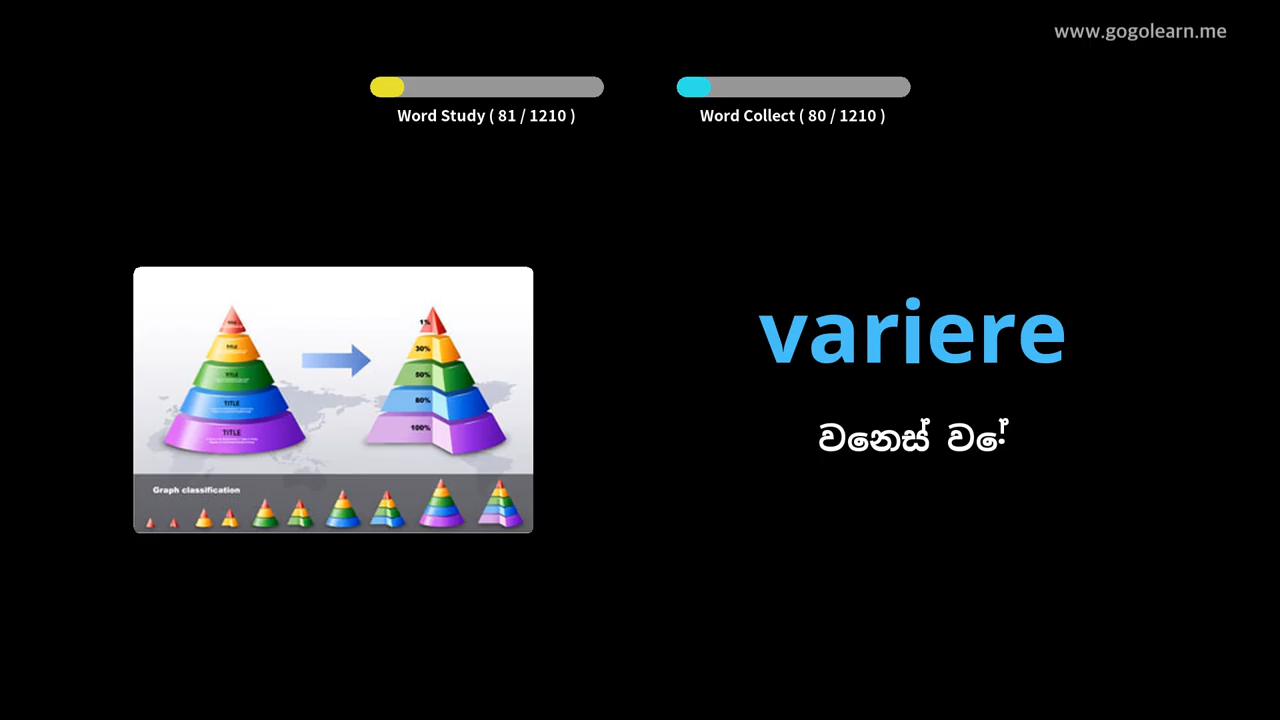 www.gogolearn.me
Word Study ( 81 / 1210 )
Word Collect ( 80 / 1210 )
variere
වෙනස් වේ.
TITLE
TITLE
TITLE
TITLE
1%
30%
50%
80%
100%
Graph classification